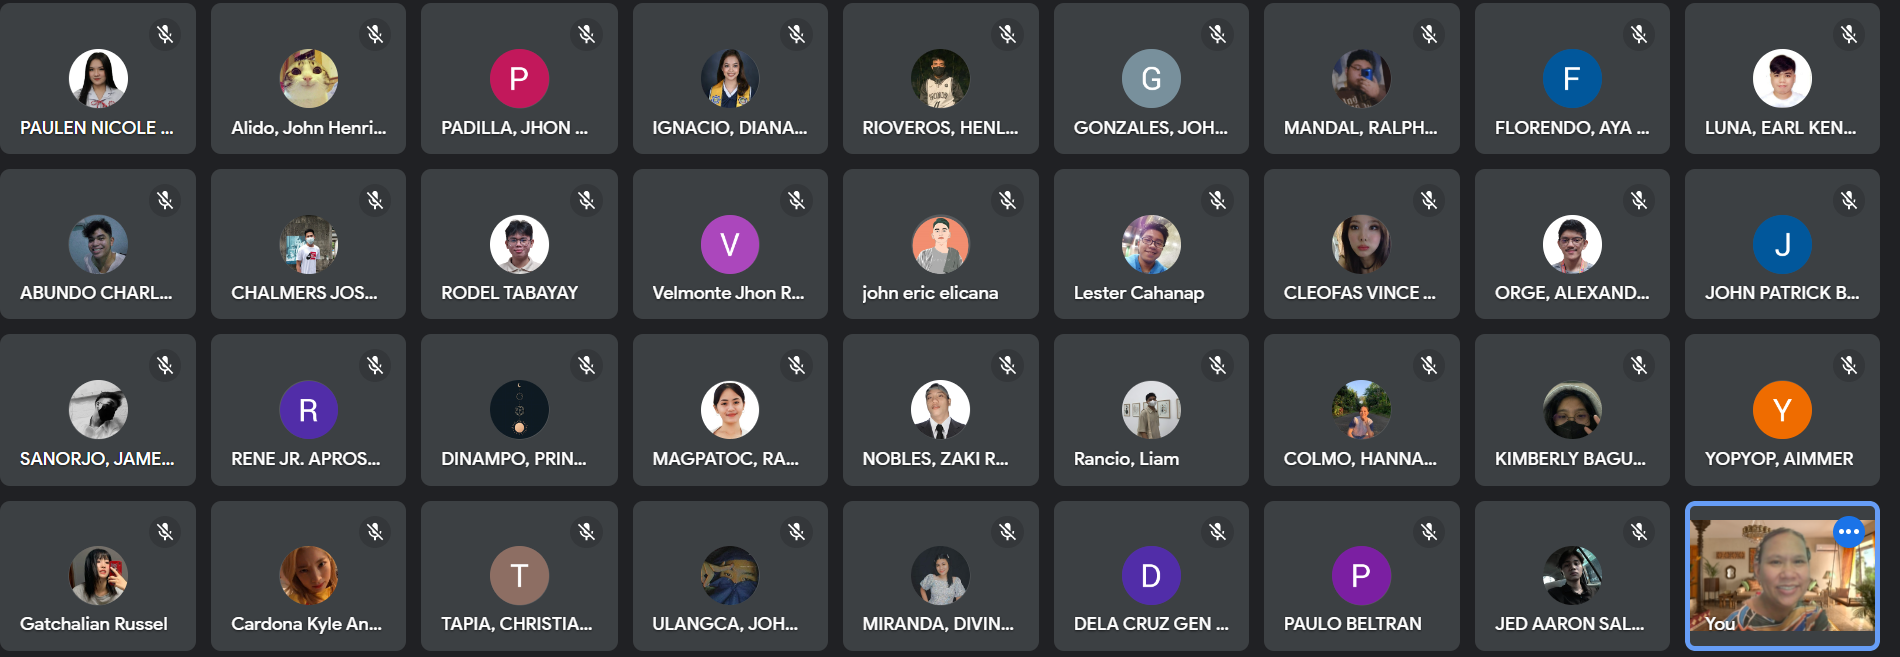 PAULEN NICOLE ...
Alido, John Henri...
P
PADILLA, JHON ...
IGNACIO, DIANA...
RIOVEROS, HENL...
G
GONZALES, JOH...
MANDAL, RALPH...
F
FLORENDO, AYA ...
LUNA, EARL KEN...
ABUNDO CHARL...
CHALMERS JOS...
RODEL TABAYAY
V
Velmonte Jhon R...
john eric elicana
Lester Cahanap
CLEOFAS VINCE ...
ORGE, ALEXAND...
J
JOHN PATRICK B...
SANORJO, JAME...
R
RENE JR. APROS...
DINAMPO, PRIN...
MAGPATOC, RA...
NOBLES, ZAKI R...
Rancio, Liam
COLMO, HANNA...
KIMBERLY BAGU...
Y
YOPYOP, AIMMER
Gatchalian Russel
Cardona Kyle An...
T
TAPIA, CHRISTIA...
ULANGCA, JOH...
MIRANDA, DIVIN...
D
DELA CRUZ GEN ...
P
PAULO BELTRAN
JED AARON SAL...
You